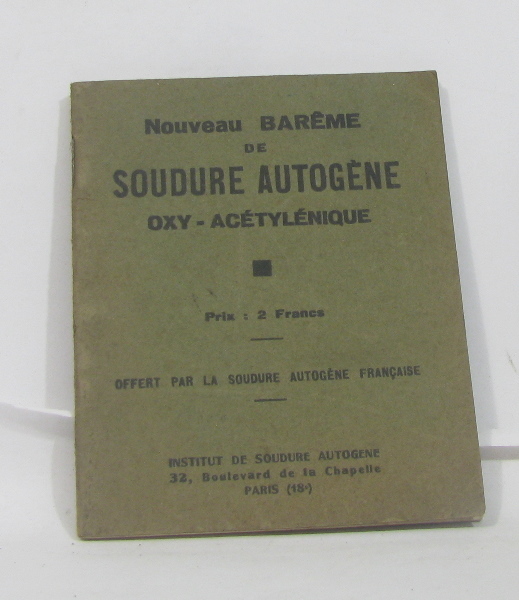 Nouveau BARÊME
DE
SOUDURE AUTOGÈNE
OXY - ACÉTYLÉNIQUE
Prix : 2 Francs
OFFERT PAR LA SOUDURE AUTOGÈNE FRANÇAISE
INSTITUT DE SOUDURE AUTOGENE
32, Boulevard de la Chapelle
PARIS (18ᵉ)